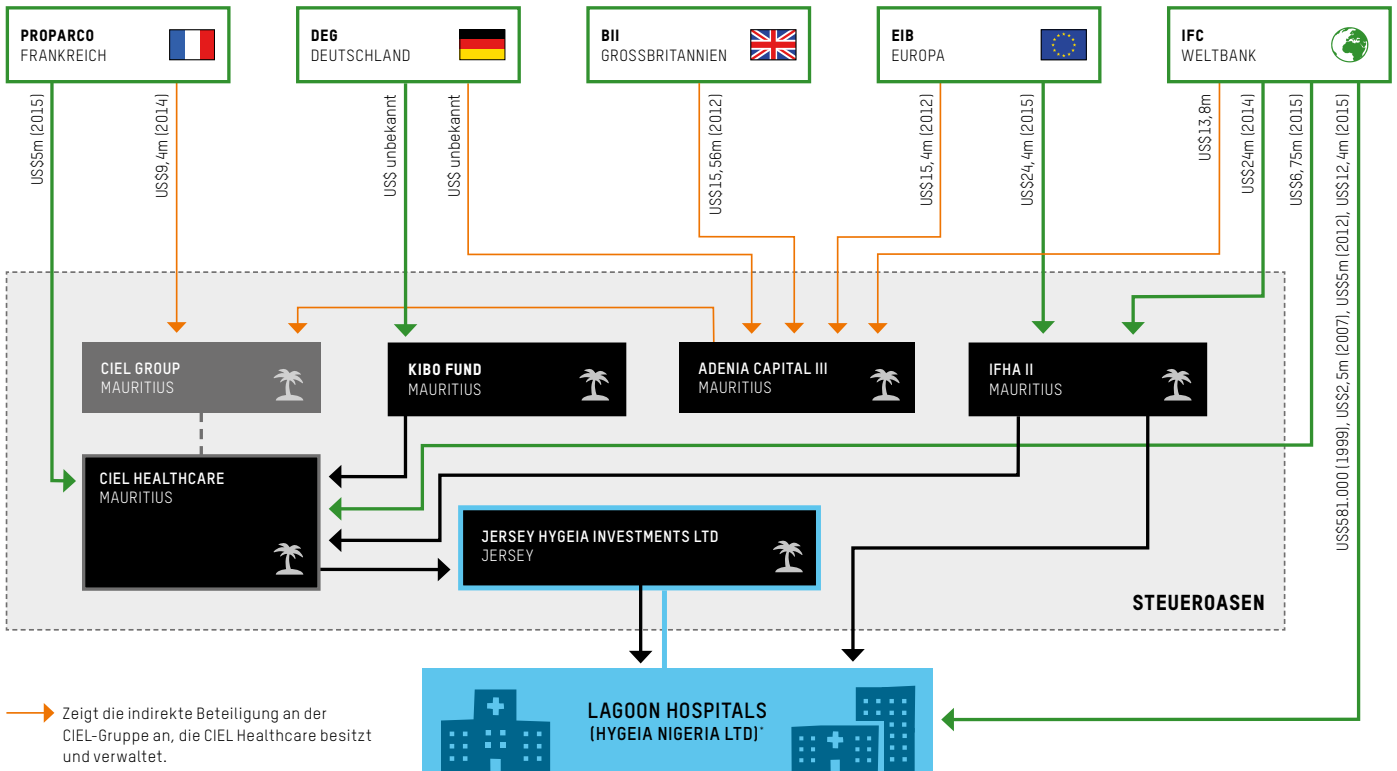 PROPARCO
FRANKREICH
DEG
DEUTSCHLAND
BII
GROSSBRITANNIEN
EIB
EUROPA
IFC
WELTBANK
US$5m (2015)
US$9,4m (2014)
US$ unbekannt
US$ unbekannt
US$15,56m (2012)
US$15,4m (2012)
US$24,4m (2015)
US$13,8m
US$24m (2014)
US$6,75m (2015)
US$581.000 (1999), US$2,5m (2007), US$5m (2012), US$12,4m (2015)
CIEL GROUP
MAURITIUS
KIBO FUND
MAURITIUS
ADENIA CAPITAL III
MAURITIUS
IFHA II
MAURITIUS
CIEL HEALTHCARE
MAURITIUS
JERSEY HYGEIA INVESTMENTS LTD
JERSEY
STEUEROASEN
LAGOON HOSPITALS
(HYGEIA NIGERIA LTD)*
Zeigt die indirekte Beteiligung an der
CIEL-Gruppe an, die CIEL Healthcare besitzt
und verwaltet.